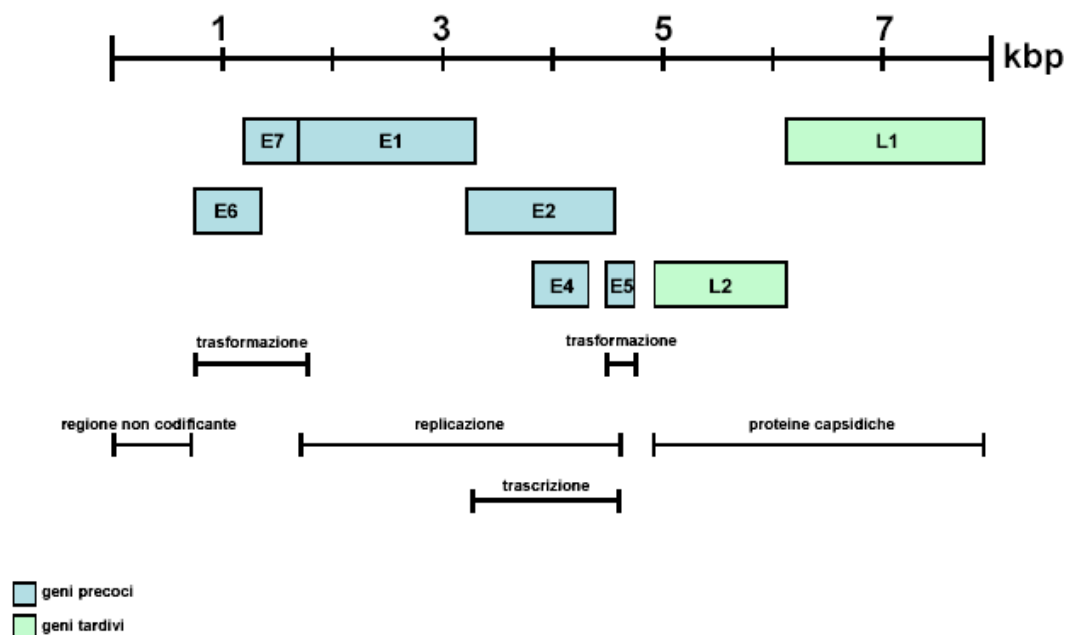 1 3 5 7 kbp
E7 E1 L1
E6 E2
E4 E5 L2
trasformazione trasformazione
regione non codificante replicazione proteine capsidiche
trascrizione
geni precoci
geni tardivi